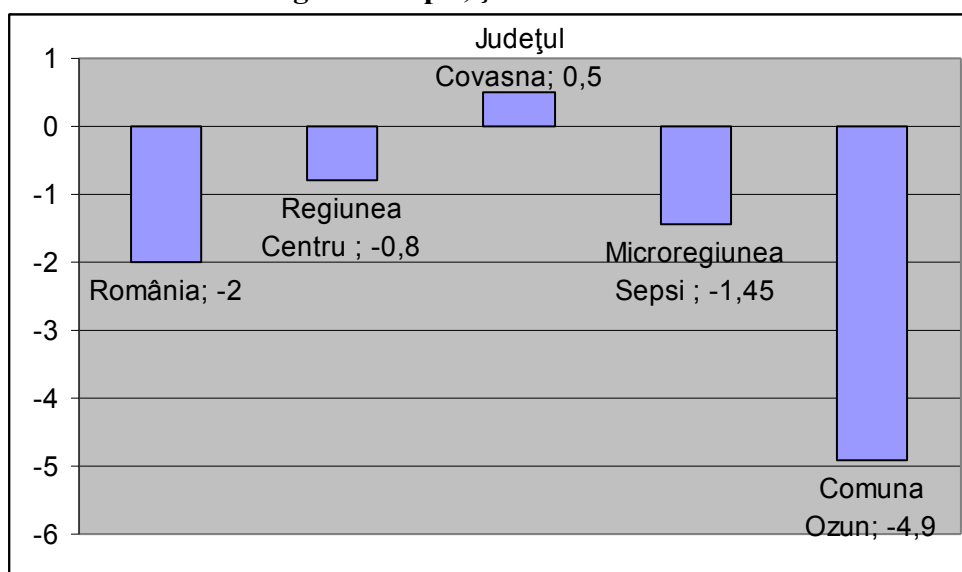 Judeţul
Covasna; 0,5
1
0
-1
-2
-3
-4
-5
-6
Regiunea
Centru ; -0,8
România; -2
Microregiunea
Sepsi ; -1,45
Comuna
Ozun; -4,9